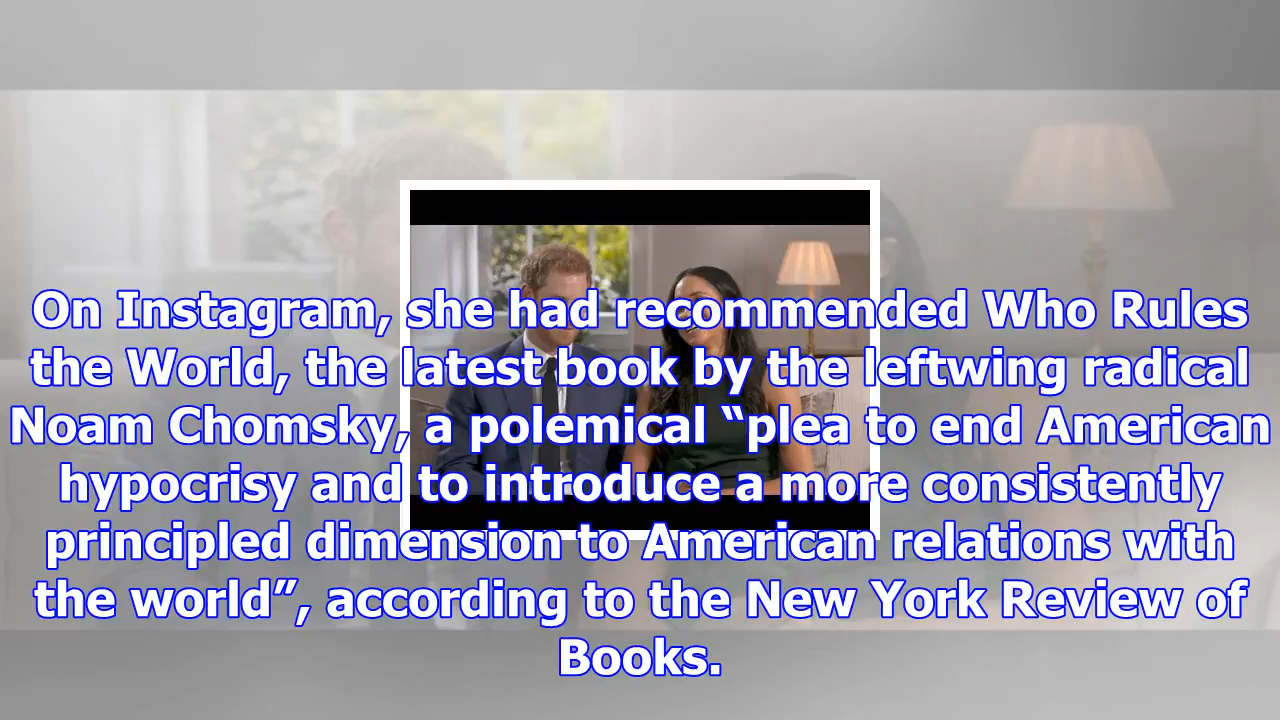 On Instagram, she had recommended Who Rules
the World, the latest book by the leftwing radical
Noam Chomsky, a polemical “plea to end American
hypocrisy and to introduce a more consistently
principled dimension to American relations with
the world”, according to the New York Review of
Books.